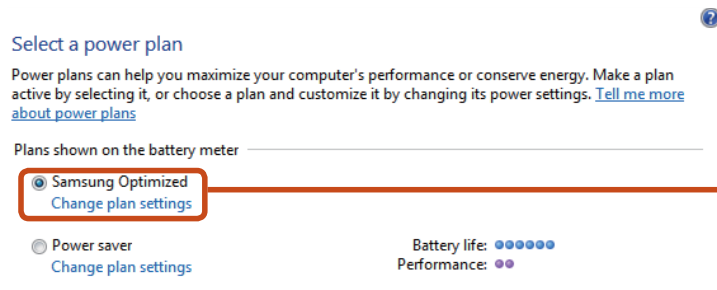 ?
Select a power plan
Power plans can help you maximize your computer's performance or conserve energy. Make a plan
active by selecting it, or choose a plan and customize it by changing its power settings. Tell me more
about power plans
Plans shown on the battery meter
Samsung Optimized
Change plan settings
Power saver Battery life:
Change plan settings Performance: